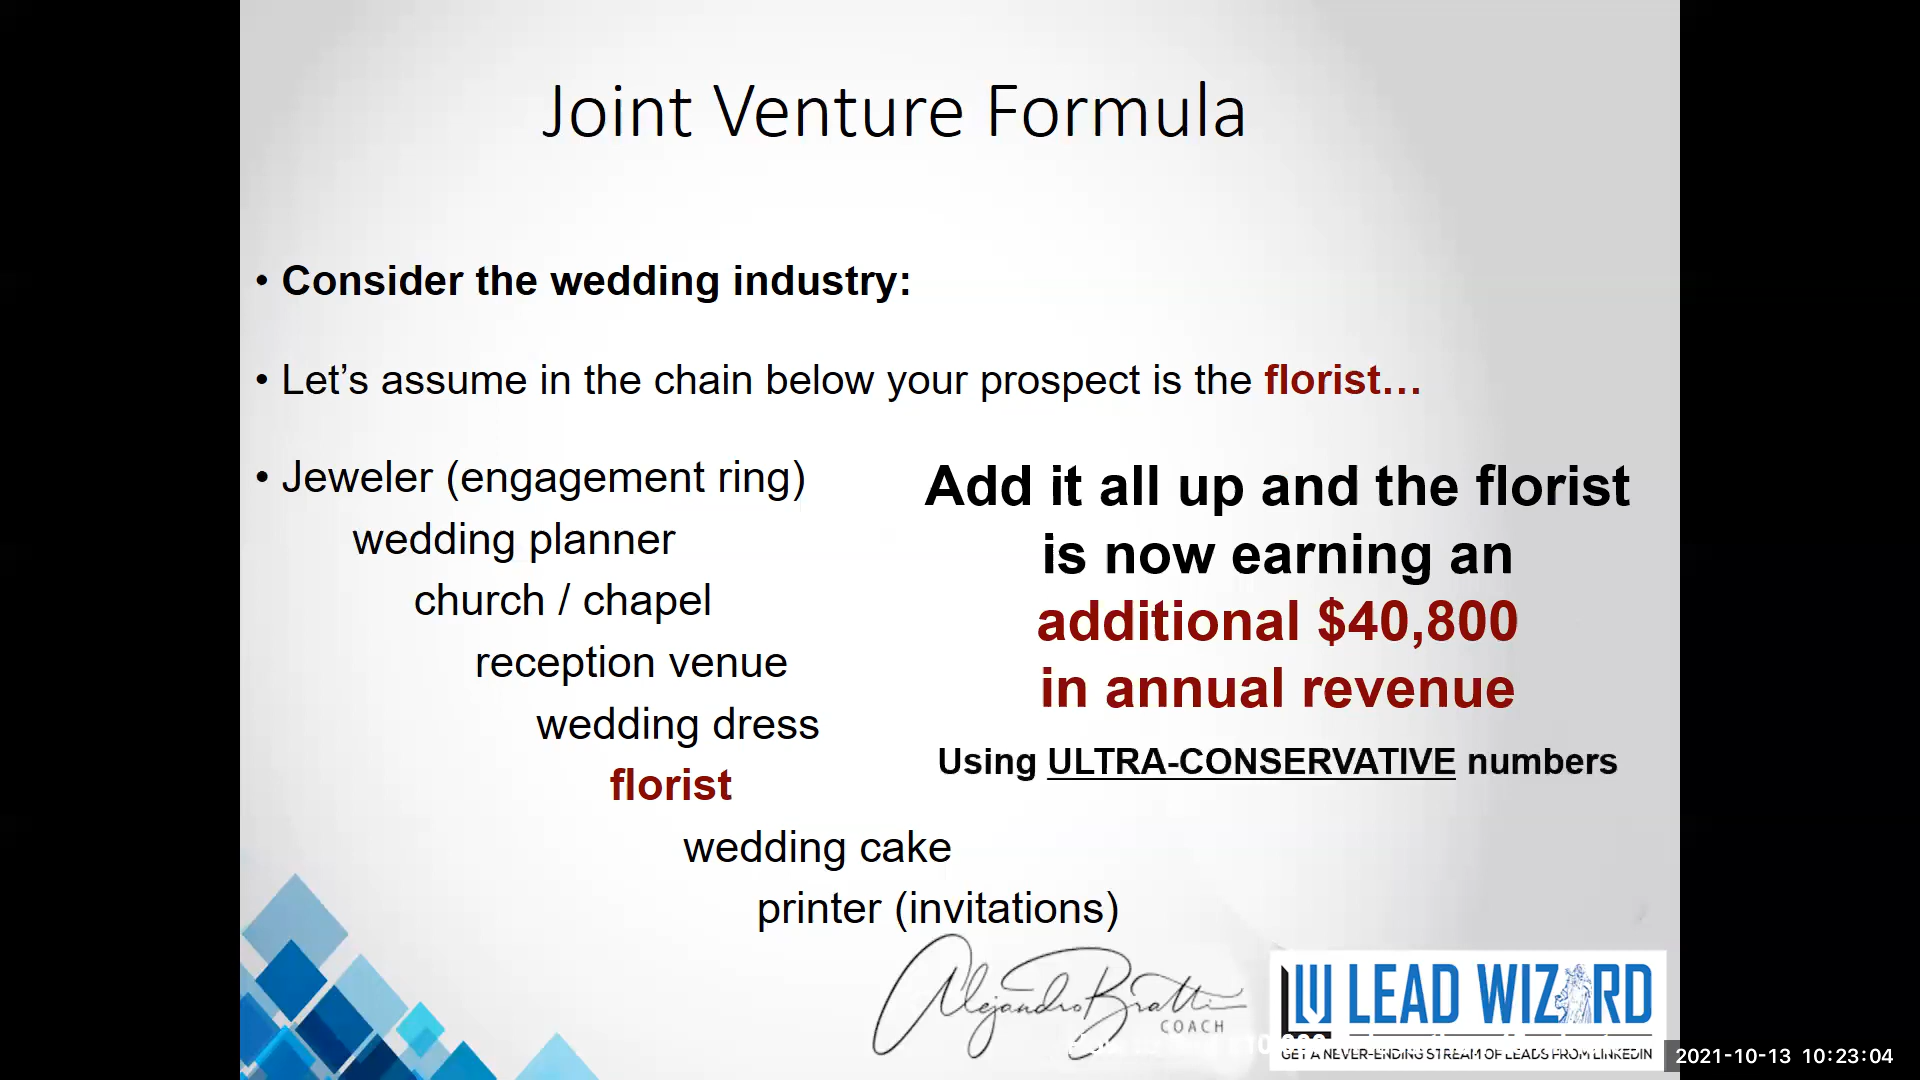 Joint Venture Formula
• Consider the wedding industry:
• Let’s assume in the chain below your prospect is the florist…
• Jeweler (engagement ring)
wedding planner
church / chapel
reception venue
wedding dress
florist
wedding cake
printer (invitations)
Add it all up and the florist
is now earning an
additional $40,800
in annual revenue
Using ULTRA-CONSERVATIVE numbers
Alejandro Bratti
COACH
LEAD WIZARD
GET A NEVER-ENDING STREAM OF LEADS FROM LINKEDIN
2021-10-13 10:23:04